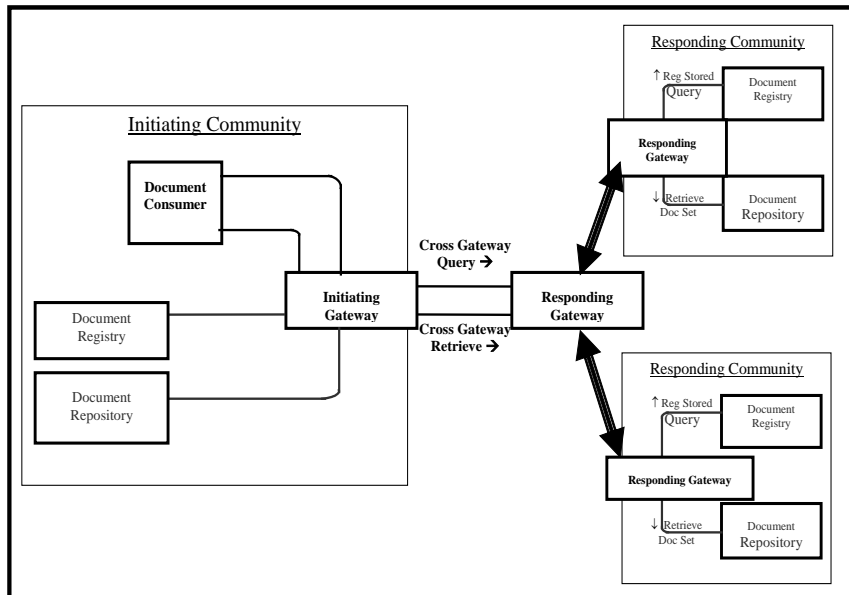 Initiating Community
Document
Consumer
Document
Registry
Document
Repository
Initiating
Gateway
Cross Gateway
Query →
Cross Gateway
Retrieve →
Responding
Gateway
Responding Community
↑ Reg Stored
Query
Document
Registry
Responding
Gateway
↓ Retrieve
Doc Set
Document
Repository
Responding Community
↑ Reg Stored
Query
Document
Registry
Responding Gateway
↓ Retrieve
Doc Set
Document
Repository